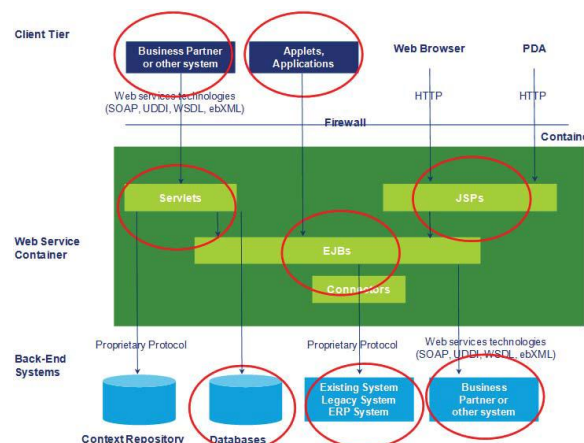 Client Tier
Business Partner
or other system
Applets,
Applications
Web Browser
PDA
Web services technologies
(SOAP, UDDI, WSDL, ebXML)
HTTP
HTTP
Firewall
Containe
Servlets
JSPs
Web Service
Container
EJBs
Connectors
Back-End
Systems
Proprietary Protocol
Proprietary Protocol
Web services technologies
(SOAP, UDDI, WSDL, ebXML)
Existing System
Legacy System
ERP System
Business
Partner or
other system
Context Repository
Databases